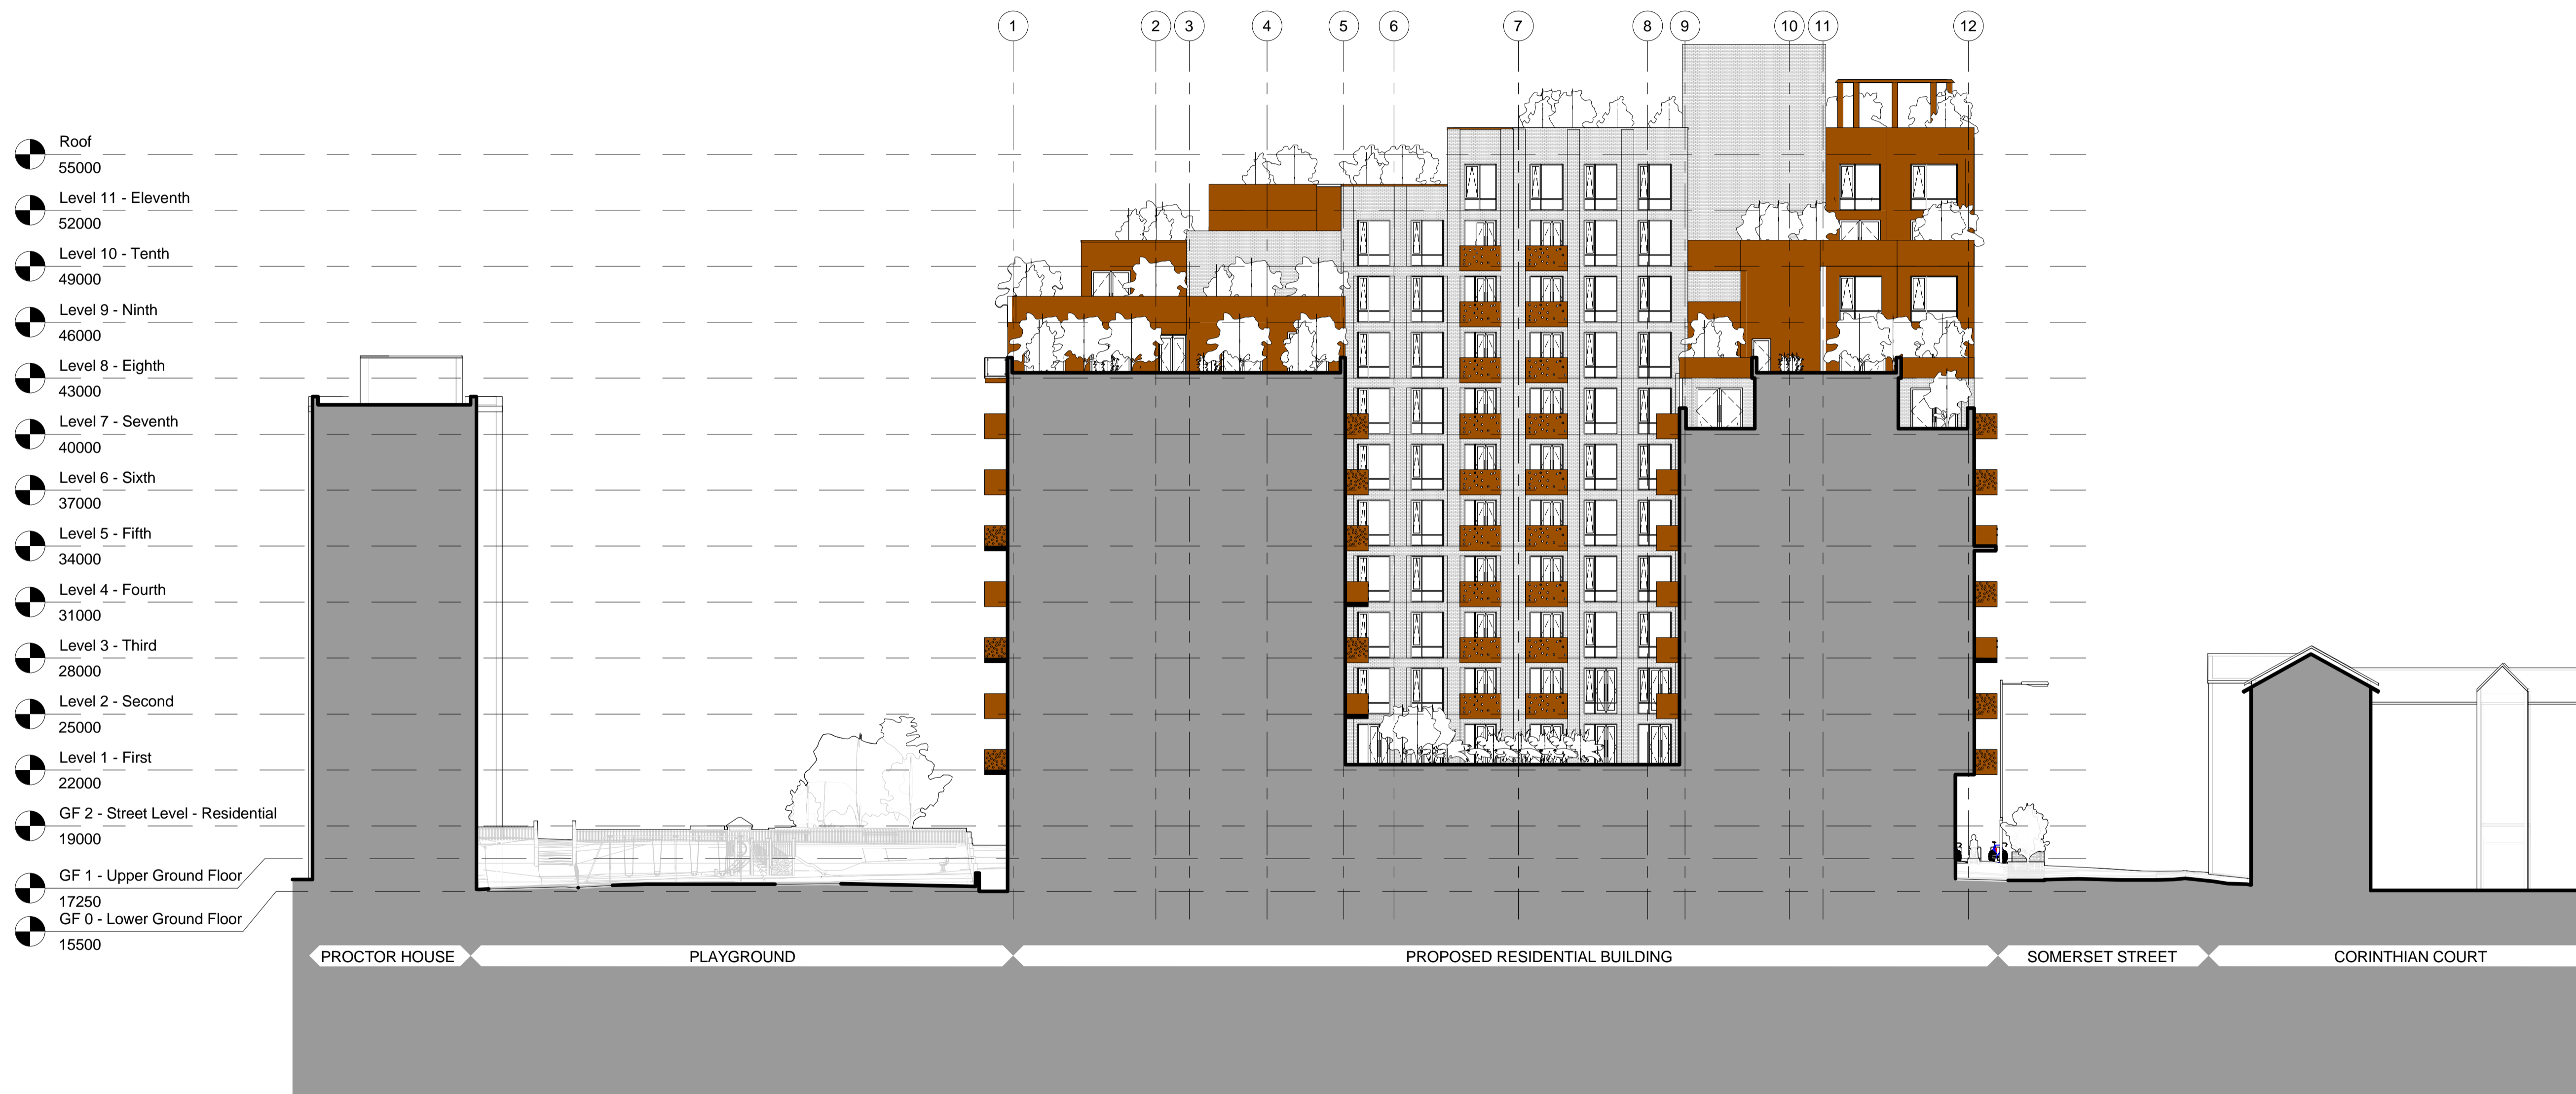 1 2 3 4 5 6 7 8 9 10 11 12
Roof
55000
Level 11 - Eleventh
52000
Level 10 - Tenth
49000
Level 9 - Ninth
46000
Level 8 - Eighth
43000
Level 7 - Seventh
40000
Level 6 - Sixth
37000
Level 5 - Fifth
34000
Level 4 - Fourth
31000
Level 3 - Third
28000
Level 2 - Second
25000
Level 1 - First
22000
GF 2 - Street Level - Residential
19000
GF 1 - Upper Ground Floor
17250
GF 0 - Lower Ground Floor
15500
PROCTOR HOUSE PLAYGROUND PROPOSED RESIDENTIAL BUILDING SOMERSET STREET CORINTHIAN COURT